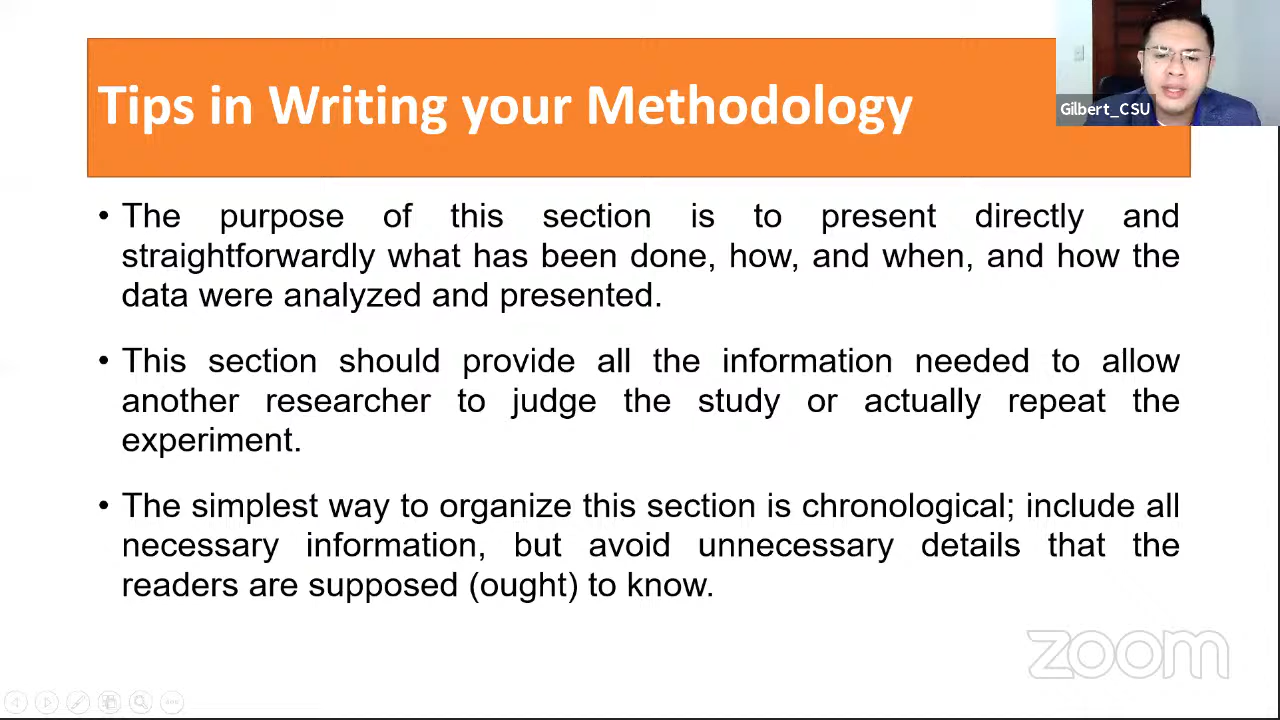 Tips in Writing your Methodology
Gilbert_CSU
• The purpose of this section is to present directly and
straightforwardly what has been done, how, and when, and how the
data were analyzed and presented.
• This section should provide all the information needed to allow
another researcher to judge the study or actually repeat the
experiment.
• The simplest way to organize this section is chronological; include all
necessary information, but avoid unnecessary details that the
readers are supposed (ought) to know.
zoom